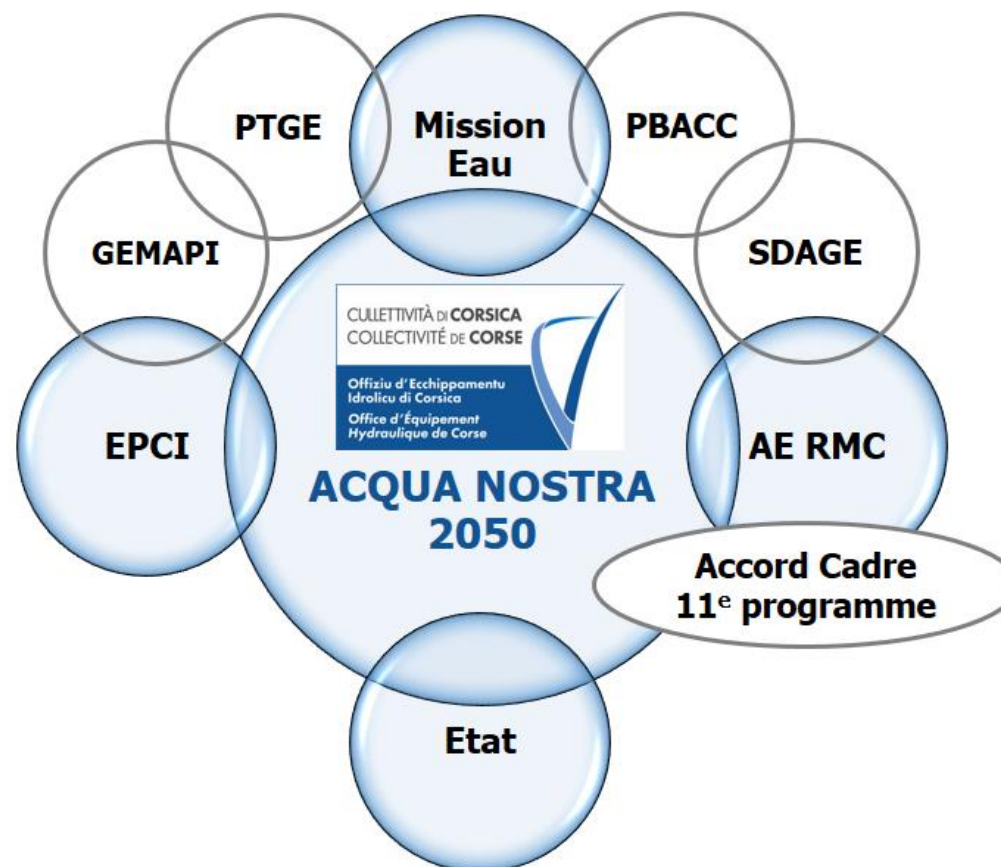 PTGE
Mission
Eau
PBACC
GEMAPI
SDAGE
CULLETTIVITÀ DI CORSICA
COLLECTIVITÉ DE CORSE
Offiziu d'Ecchippamentu
Idrolicu di Corsica
Office d'Équipement
Hydraulique de Corse
EPCI
AE RMC
ACQUA NOSTRA
2050
Accord Cadre
11e programme
Etat